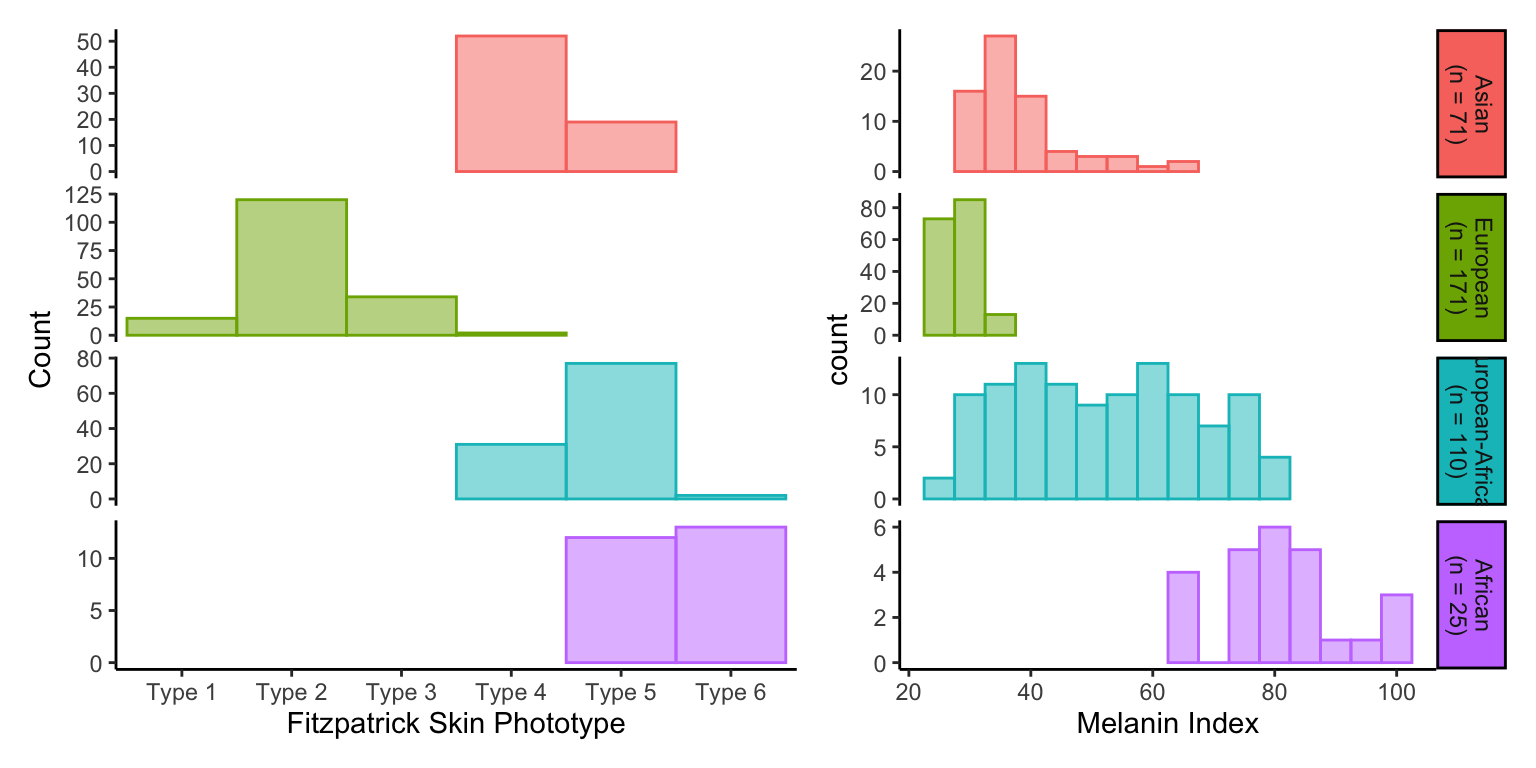 Count
50
40
30
20
10
0
125
100
75
50
25
0
80
60
40
20
0
10
5
0
Type 1 Type 2 Type 3 Type 4 Type 5 Type 6
Fitzpatrick Skin Phototype
count
20
10
0
80
60
40
20
0
10
5
0
6
4
2
0
20 40 60 80 100
Melanin Index
Asian
(n = 71)
European
(n = 171)
uropean-Africa
(n = 110)
African
(n = 25)